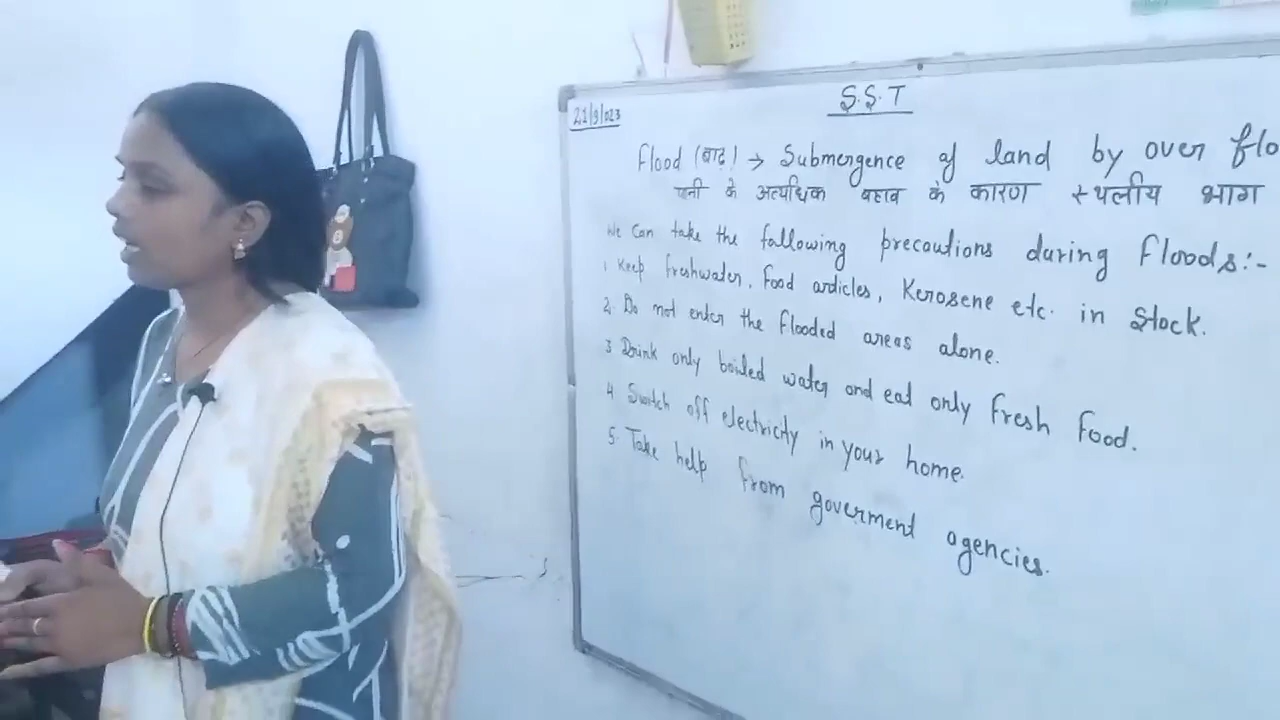 21/9/023
S.S.T
Flood (बाढ़) → Submergence of land by over flo
पानी के अत्यधिक बहाव के कारण स्थलीय भाग
We Can take the following precautions during floods:-
1 Keep freshwater, Food articles, Kerosene etc. in Stock.
2. Do not enter the flooded areas alone.
3 Drink only boiled water and eat only fresh food.
4 Switch off electricity in your home.
5. Take help from goverment agencies.